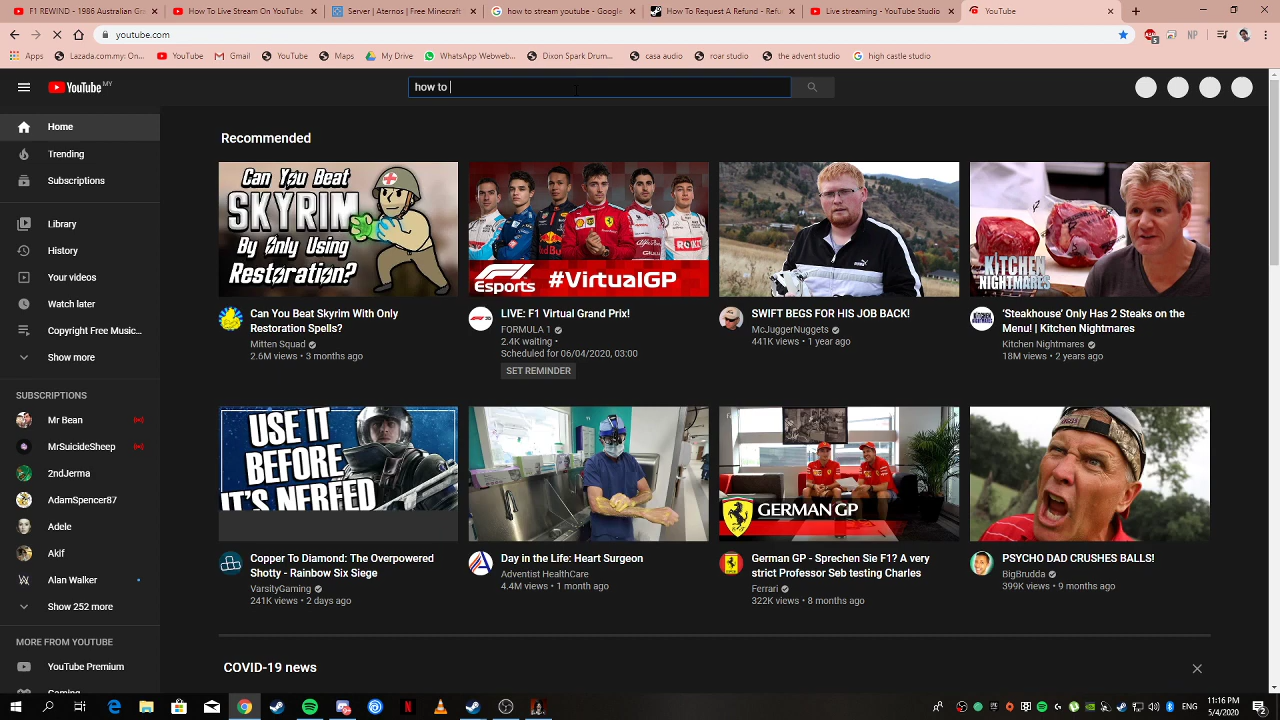 F1 REWIND - 1986 Australian G
YouTube
Server | Aternos | Free Minecraft
how to stream youtube - Google
How To Test & Report An
YouTube Studio
YouTube
youtube.com
Apps
Lazada.com.my: On...
YouTube
Gmail
YouTube
Maps
My Drive
WhatsApp Webweb...
Dixon Spark Drum...
casa audio
roar studio
the advent studio
high castle studio
YouTube MY
how to
Home
Trending
Subscriptions
Library
History
Your videos
Watch later
Copyright Free Music...
Show more
SUBSCRIPTIONS
Mr Bean
MrSuicideSheep
2ndJerma
AdamSpencer87
Adele
Akif
Alan Walker
Show 252 more
MORE FROM YOUTUBE
YouTube Premium
Gaming
Recommended
Can You Beat
SKYRIM
By Only Using
Restoration?
Can You Beat Skyrim With Only
Restoration Spells?
Mitten Squad
2.6M views • 3 months ago
F1
Esports #VirtualGP
LIVE: F1 Virtual Grand Prix!
FORMULA 1
2.4K waiting •
Scheduled for 06/04/2020, 03:00
SET REMINDER
SWIFT BEGS FOR HIS JOB BACK!
McJuggerNuggets
441K views • 1 year ago
KITCHEN
NIGHTMARES
'Steakhouse' Only Has 2 Steaks on the
Menu! | Kitchen Nightmares
Kitchen Nightmares
18M views • 2 years ago
USE IT
BEFORE
IT'S NERFED
Copper To Diamond: The Overpowered
Shotty - Rainbow Six Siege
VarsityGaming
241K views • 2 days ago
Day in the Life: Heart Surgeon
Adventist HealthCare
4.4M views • 1 month ago
GERMAN GP
German GP - Sprechen Sie F1? A very
strict Professor Seb testing Charles
Ferrari
322K views • 8 months ago
PSYCHO DAD CRUSHES BALLS!
BigBrudda
399K views • 9 months ago
COVID-19 news
ENG
11:16 PM
5/4/2020